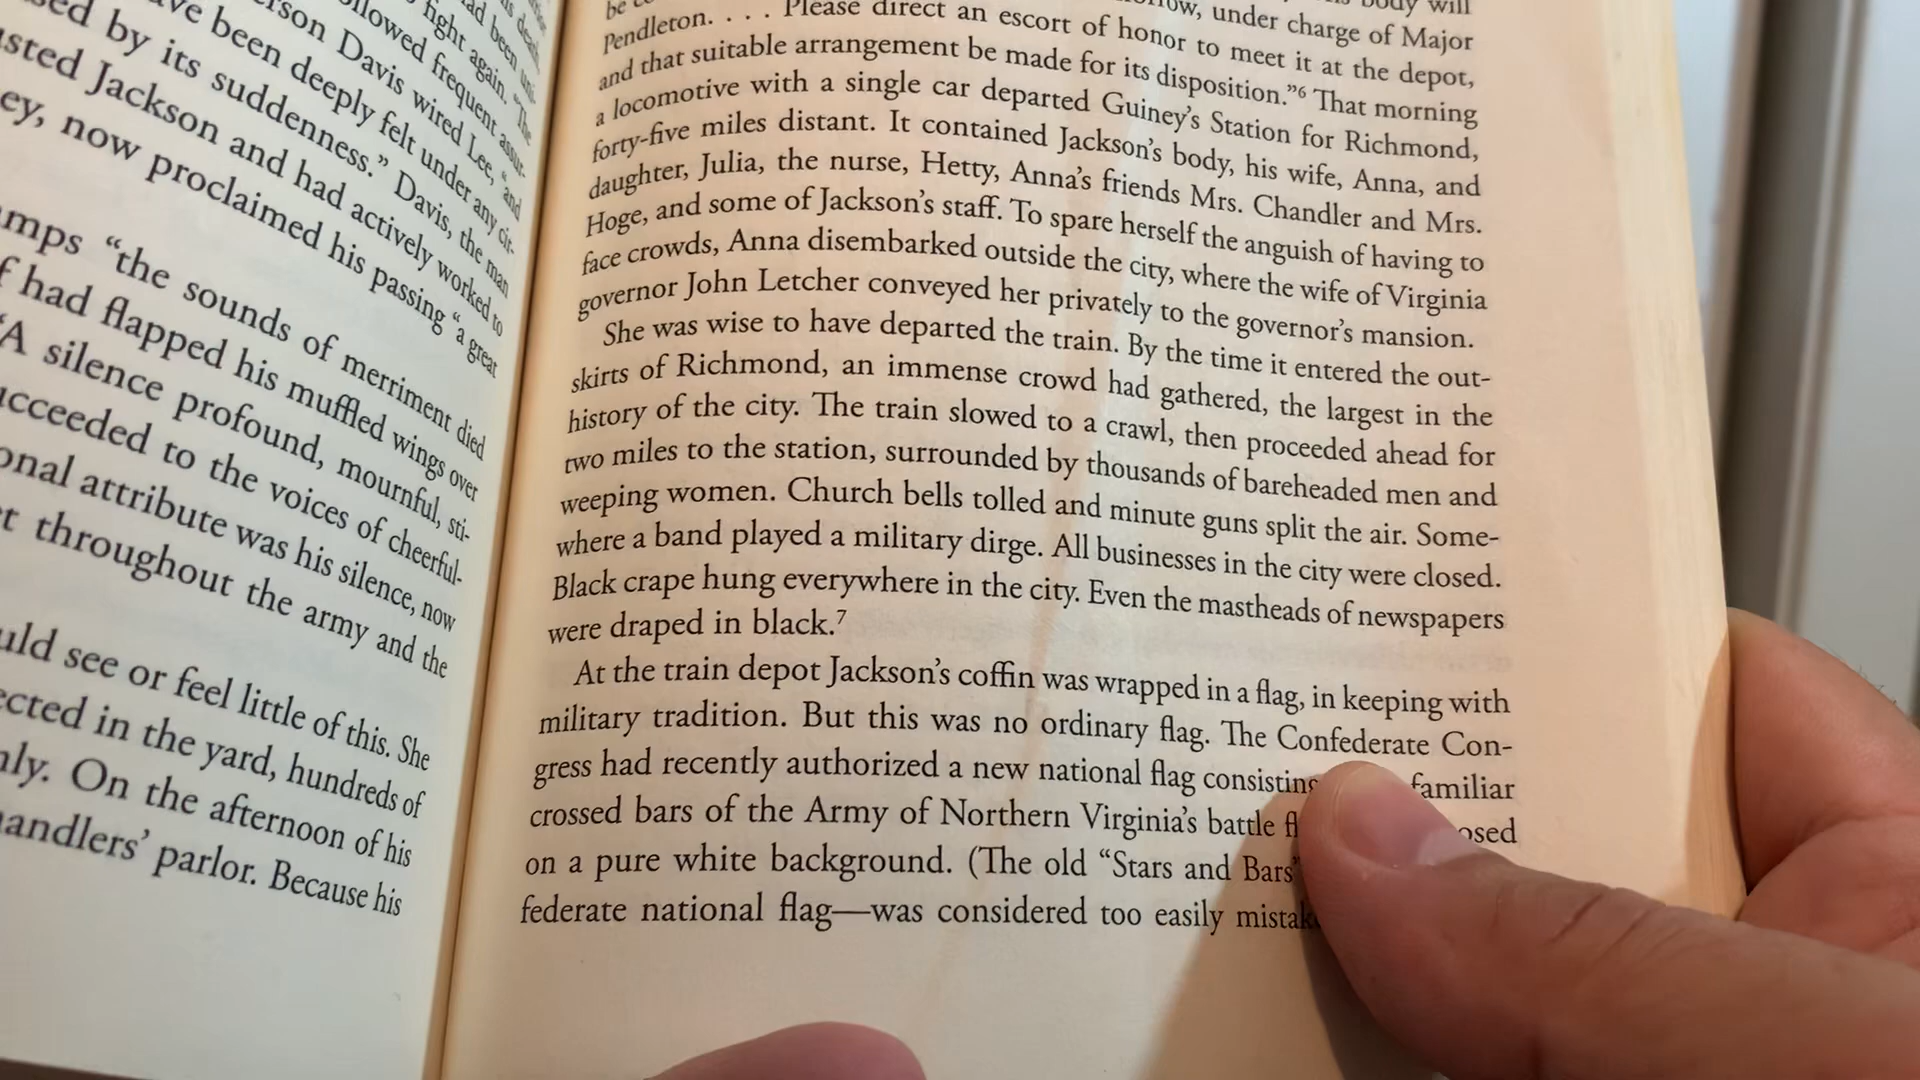 sed by its suddenness.” Davis, the man
sted Jackson and had actively worked to
ey, now proclaimed his passing “a great
mps “the sounds of merriment died
f had flapped his muffled wings over
“A silence profound, mournful, sti-
ucceeded to the voices of cheerful-
onal attribute was his silence, now
t throughout the army and the
uld see or feel little of this. She
ected in the yard, hundreds of
nly. On the afternoon of his
handlers’ parlor. Because his
body will
Pendleton. . . . Please direct an escort of honor to meet it at the depot,
and that suitable arrangement be made for its disposition.”6 That morning
a locomotive with a single car departed Guiney’s Station for Richmond,
forty-five miles distant. It contained Jackson’s body, his wife, Anna, and
daughter, Julia, the nurse, Hetty, Anna’s friends Mrs. Chandler and Mrs.
Hoge, and some of Jackson’s staff. To spare herself the anguish of having to
face crowds, Anna disembarked outside the city, where the wife of Virginia
governor John Letcher conveyed her privately to the governor’s mansion.
She was wise to have departed the train. By the time it entered the out-
skirts of Richmond, an immense crowd had gathered, the largest in the
history of the city. The train slowed to a crawl, then proceeded ahead for
two miles to the station, surrounded by thousands of bareheaded men and
weeping women. Church bells tolled and minute guns split the air. Some-
where a band played a military dirge. All businesses in the city were closed.
Black crape hung everywhere in the city. Even the mastheads of newspapers
were draped in black.7
At the train depot Jackson’s coffin was wrapped in a flag, in keeping with
military tradition. But this was no ordinary flag. The Confederate Con-
gress had recently authorized a new national flag consisting familiar
crossed bars of the Army of Northern Virginia’s battle fl osed
on a pure white background. (The old “Stars and Bars”
federate national flag—was considered too easily mistak